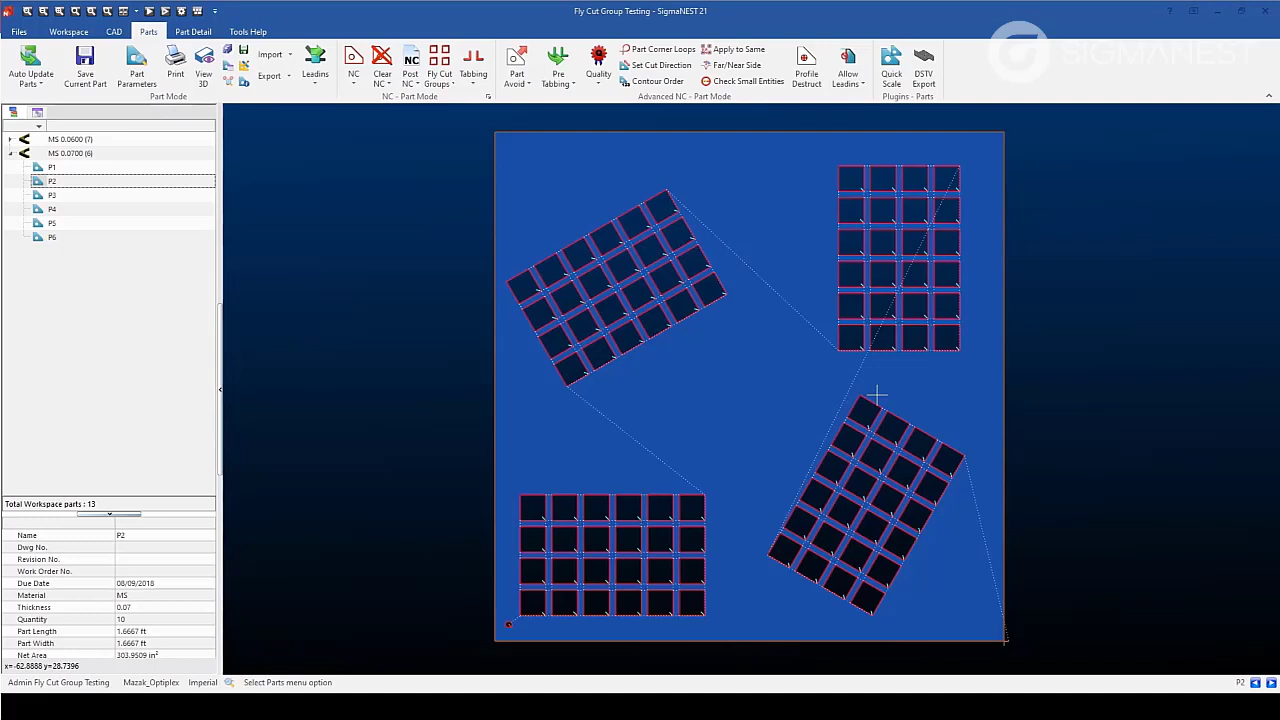 Fly Cut Group Testing - SigmaNEST 21
Files Workspace CAD Parts Part Detail Tools Help
SIGMANEST
Auto Update Parts
Save Current Part
Part Parameters
Print
View 3D
Import
Export
Leadins
Part Mode
NC
Clear NC
Post NC
Fly Cut Groups
Tabbing
NC - Part Mode
Part Avoid
Pre Tabbing
Quality
Part Corner Loops
Set Cut Direction
Contour Order
Apply to Same
Far/Near Side
Check Small Entities
Profile Destruct
Allow Leadins
Advanced NC - Part Mode
Quick Scale
DSTV Export
Plugins - Parts
MS 0.0600 (7)
MS 0.0700 (6)
P1
P2
P3
P4
P5
P6
Total Workspace parts : 13
Name P2
Dwg No.
Revision No.
Work Order No.
Due Date 08/09/2018
Material MS
Thickness 0.07
Quantity 10
Part Length 1.6667 ft
Part Width 1.6667 ft
Net Area 303.9509 in²
x=-62.8888 y=28.7396
Admin Fly Cut Group Testing Mazak_Optiplex Imperial Select Parts menu option P2